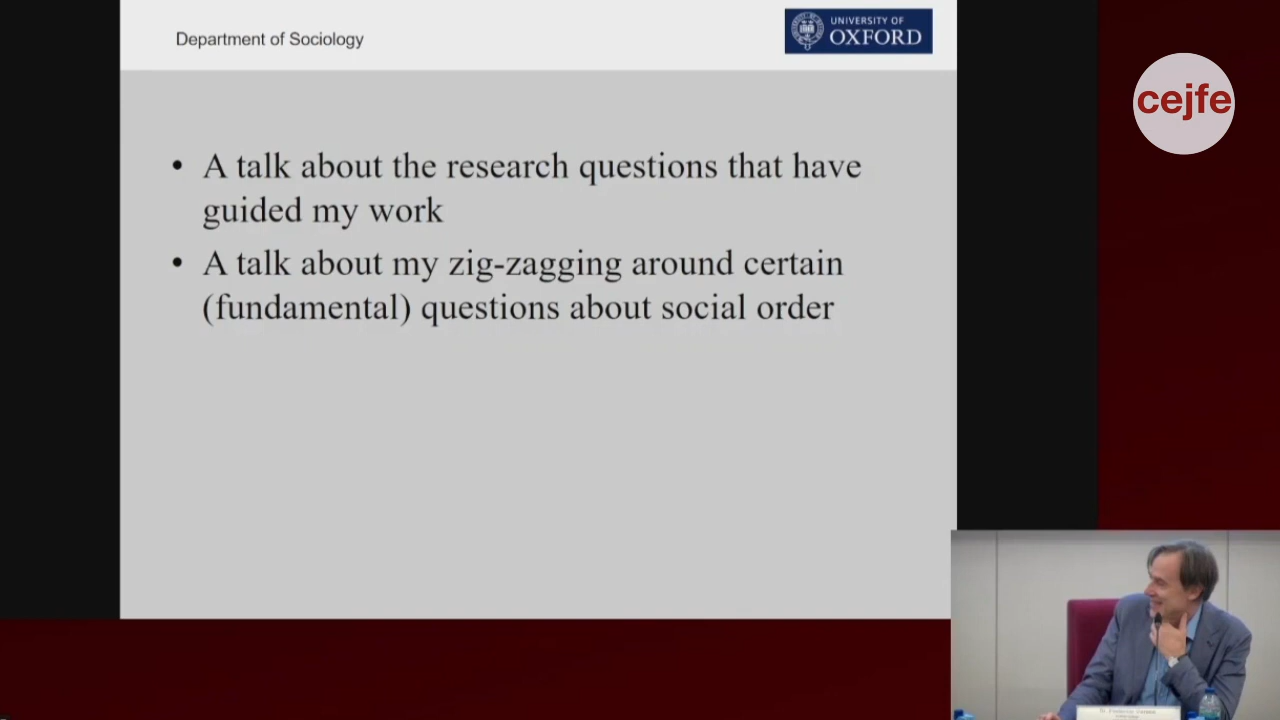 Department of Sociology
UNIVERSITY OF
OXFORD
cejfe
• A talk about the research questions that have
guided my work
• A talk about my zig-zagging around certain
(fundamental) questions about social order